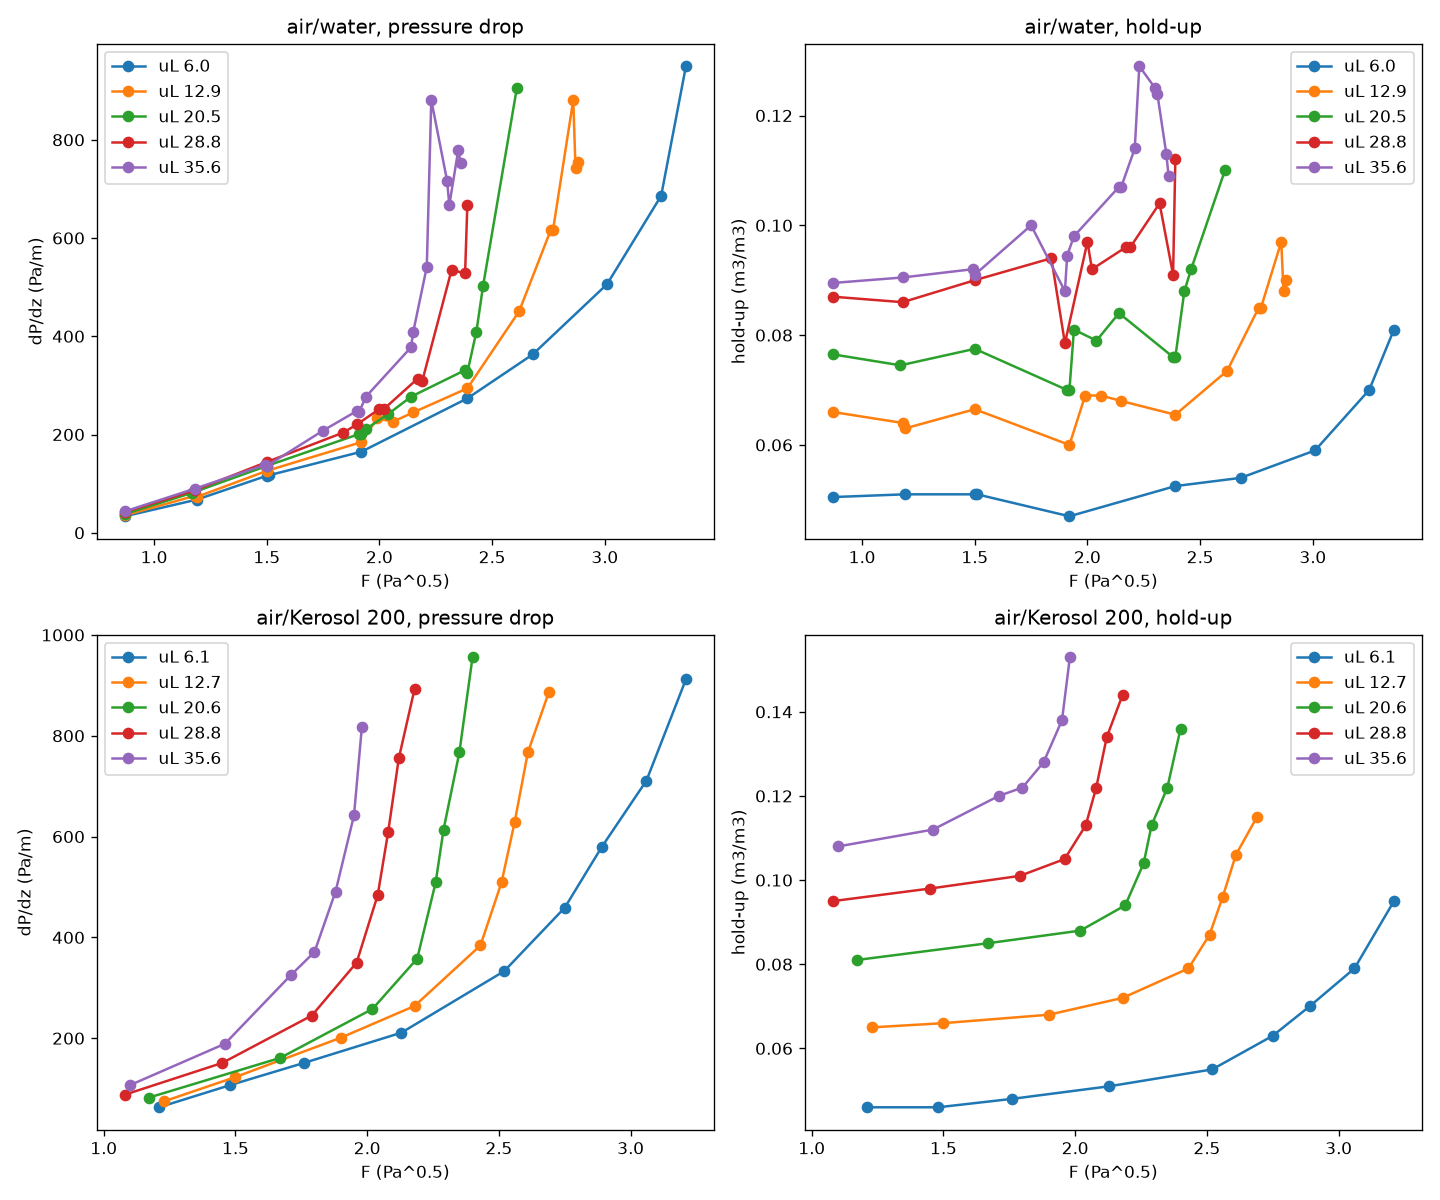 air/water, pressure drop
uL 6.0
uL 12.9
uL 20.5
uL 28.8
uL 35.6
dP/dz (Pa/m)
800
600
400
200
0
1.0 1.5 2.0 2.5 3.0
F (Pa^0.5)
air/water, hold-up
uL 6.0
uL 12.9
uL 20.5
uL 28.8
uL 35.6
hold-up (m3/m3)
0.12
0.10
0.08
0.06
1.0 1.5 2.0 2.5 3.0
F (Pa^0.5)
air/Kerosol 200, pressure drop
uL 6.1
uL 12.7
uL 20.6
uL 28.8
uL 35.6
dP/dz (Pa/m)
1000
800
600
400
200
1.0 1.5 2.0 2.5 3.0
F (Pa^0.5)
air/Kerosol 200, hold-up
uL 6.1
uL 12.7
uL 20.6
uL 28.8
uL 35.6
hold-up (m3/m3)
0.14
0.12
0.10
0.08
0.06
1.0 1.5 2.0 2.5 3.0
F (Pa^0.5)